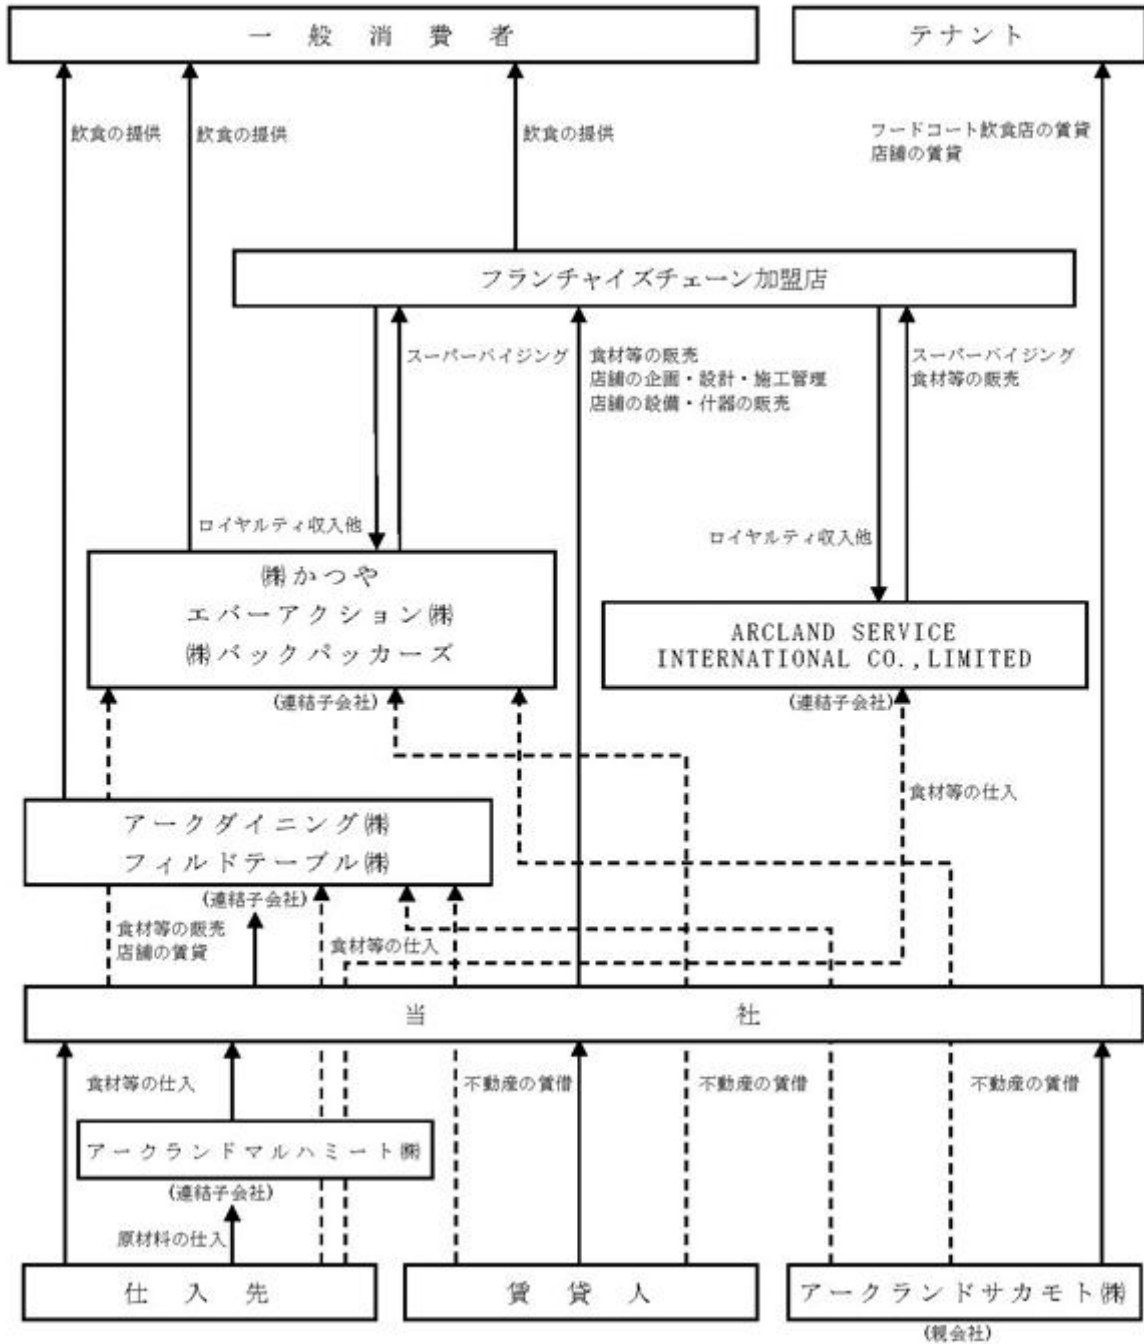 一般消費者
テナント
飲食の提供
飲食の提供
飲食の提供
フードコート飲食店の賃貸
店舗の賃貸
フランチャイズチェーン加盟店
スーパーバイジング
食材等の販売
店舗の企画・設計・施工管理
店舗の設備・什器の販売
スーパーバイジング
食材等の販売
ロイヤルティ収入他
ロイヤルティ収入他
㈱かつや
エバーアクション㈱
㈱バックパッカーズ
(連結子会社)
ARCLAND SERVICE
INTERNATIONAL CO.,LIMITED
(連結子会社)
食材等の仕入
アークダイニング㈱
フィルドテーブル㈱
(連結子会社)
食材等の販売
店舗の賃貸
食材等の仕入
当社
食材等の仕入
不動産の賃借
不動産の賃借
不動産の賃借
アークランドマルハミート㈱
(連結子会社)
原材料の仕入
仕入先
賃貸人
アークランドサカモト㈱
(親会社)